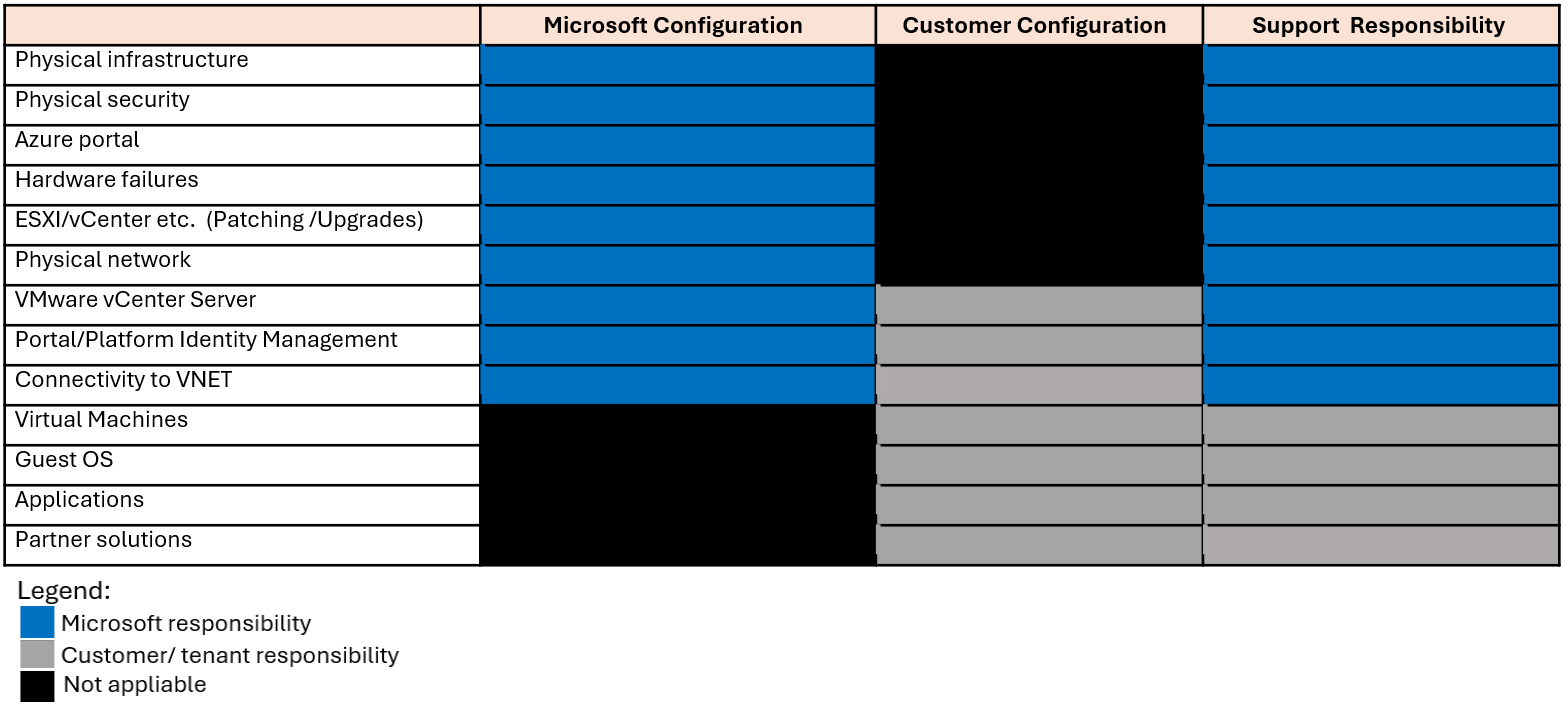 Microsoft Configuration Customer Configuration Support  Responsibility
Physical infrastructure
Physical security
Azure portal
Hardware failures
ESXI/vCenter etc.  (Patching /Upgrades)
Physical network
VMware vCenter Server
Portal/Platform Identity Management
Connectivity to VNET
Virtual Machines
Guest OS
Applications
Partner solutions
Legend:
Microsoft responsibility
Customer/ tenant responsibility
Not appliable